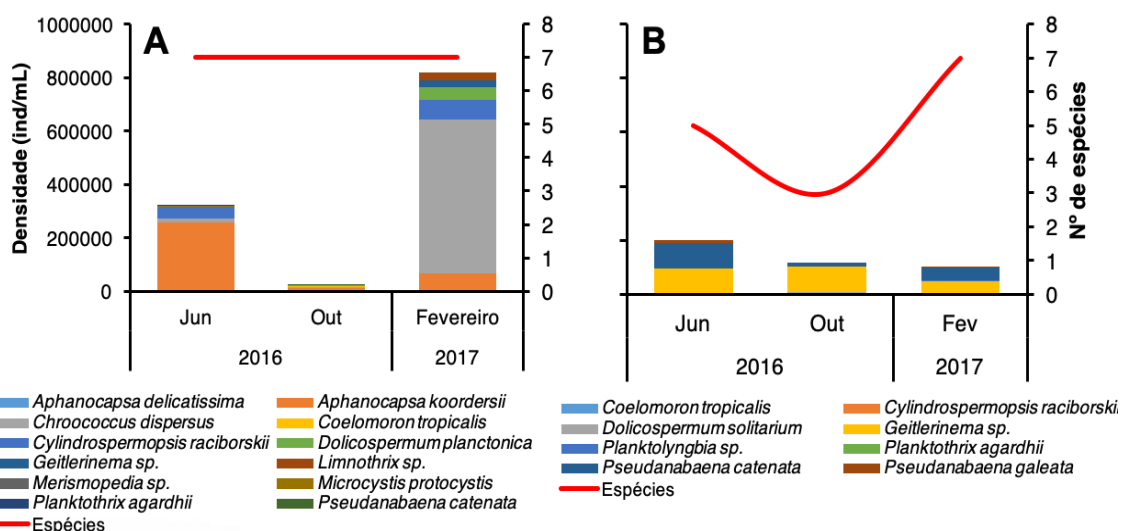 A
Densidade (ind/mL)
1000000
800000
600000
400000
200000
0
8
7
6
5
4
3
2
1
0
Jun
Out
Fevereiro
2016
2017
Aphanocapsa delicatissima
Aphanocapsa koordersii
Chroococcus dispersus
Coelomoron tropicalis
Cylindrospermopsis raciborskii
Dolicospermum planctonica
Geitlerinema sp.
Limnothrix sp.
Merismopedia sp.
Microcystis protocystis
Planktothrix agardhii
Pseudanabaena catenata
Espécies
B
8
7
6
5
4
3
2
1
0
Nº de espécies
Jun
Out
Fev
2016
2017
Coelomoron tropicalis
Cylindrospermopsis raciborski
Dolicospermum solitarium
Geitlerinema sp.
Planktolyngbia sp.
Planktothrix agardhii
Pseudanabaena catenata
Pseudanabaena galeata
Espécies